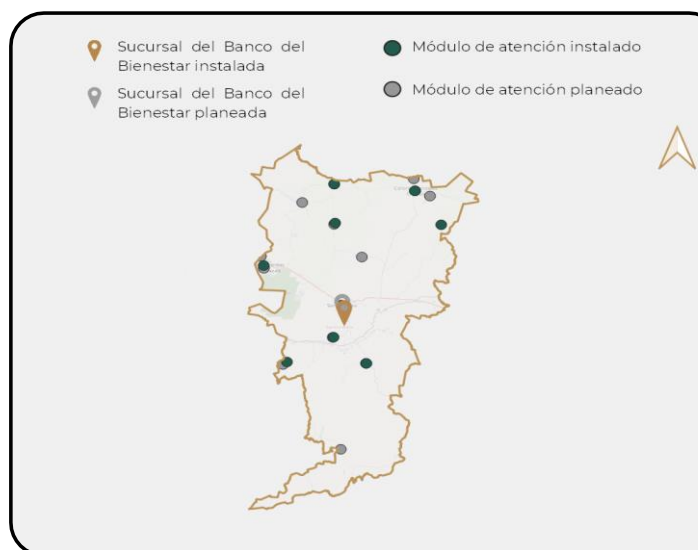 Sucursal del Banco del
Bienestar instalada
Sucursal del Banco del
Bienestar planeada
Módulo de atención instalado
Módulo de atención planeado